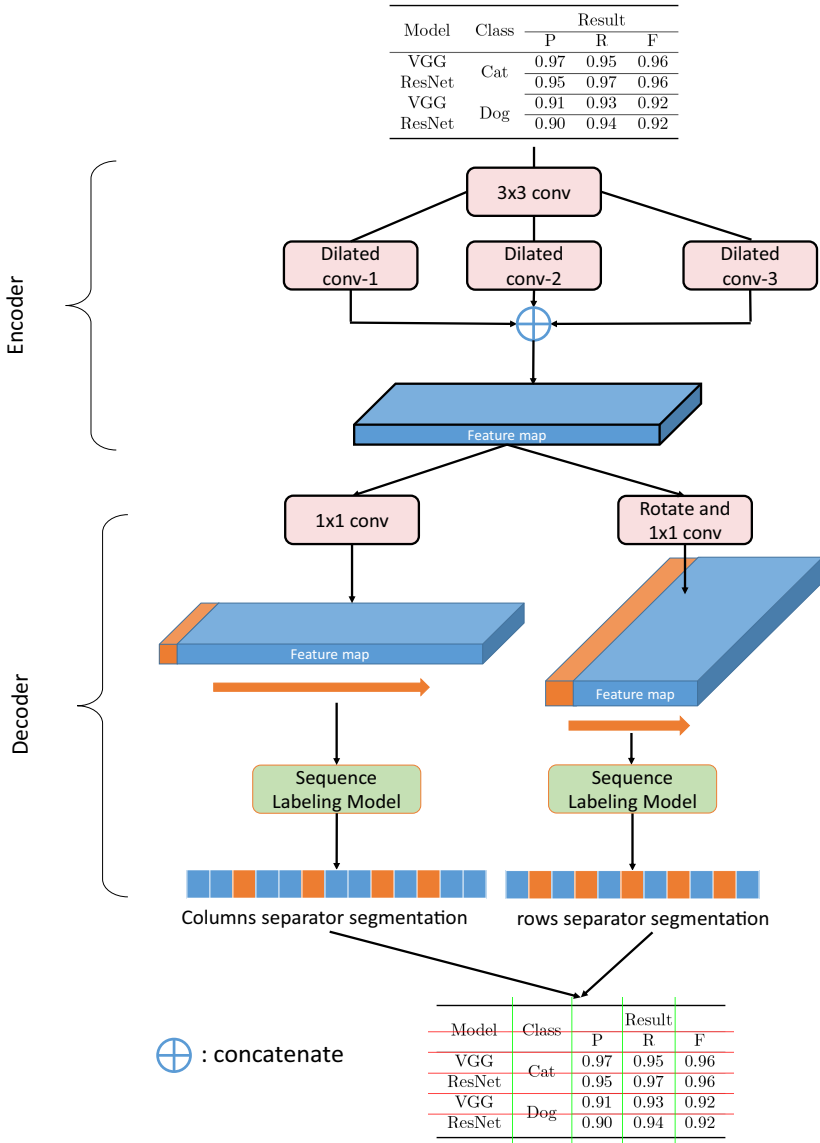 Result
Model Class
P R F
VGG 0.97 0.95 0.96
Cat
ResNet 0.95 0.97 0.96
VGG 0.91 0.93 0.92
Dog
ResNet 0.90 0.94 0.92
Encoder
3x3 conv
Dilated
conv-1
Dilated
conv-2
Dilated
conv-3
Feature map
Decoder
1x1 conv
Rotate and
1x1 conv
Feature map
Feature map
Sequence
Labeling Model
Sequence
Labeling Model
Columns separator segmentation
rows separator segmentation
: concatenate
Result
Model Class
P R F
VGG 0.97 0.95 0.96
Cat
ResNet 0.95 0.97 0.96
VGG 0.91 0.93 0.92
Dog
ResNet 0.90 0.94 0.92